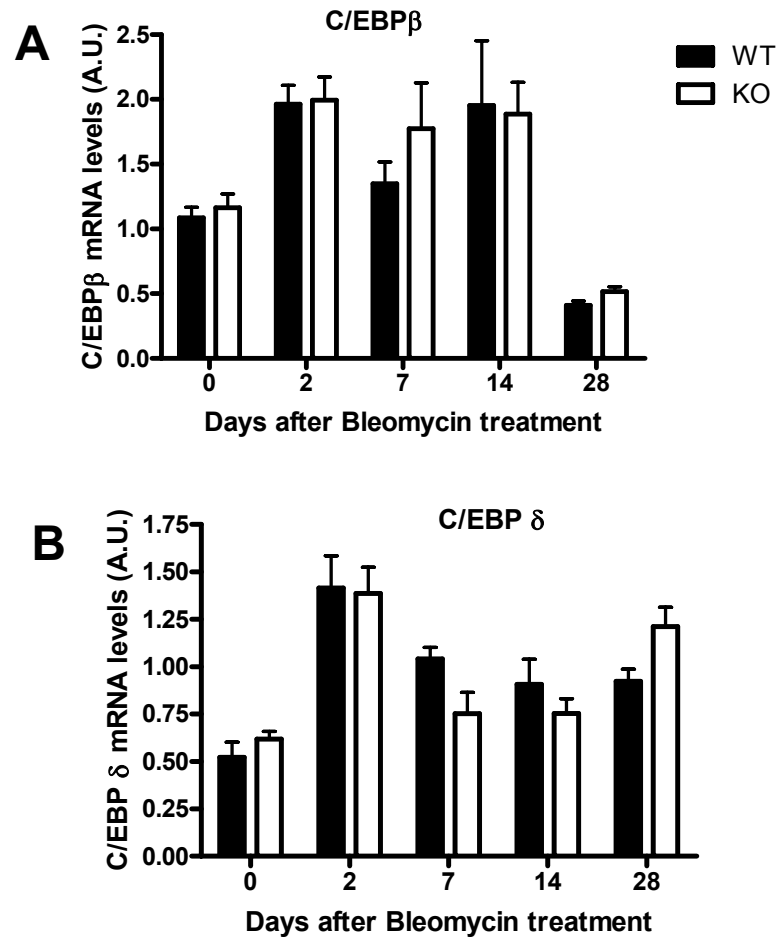 A
C/EBPβ
C/EBPβ mRNA levels (A.U.)
2.5
2.0
1.5
1.0
0.5
0.0
0 2 7 14 28
Days after Bleomycin treatment
WT
KO
B
C/EBP δ
C/EBP δ mRNA levels (A.U.)
1.75
1.50
1.25
1.00
0.75
0.50
0.25
0.00
0 2 7 14 28
Days after Bleomycin treatment